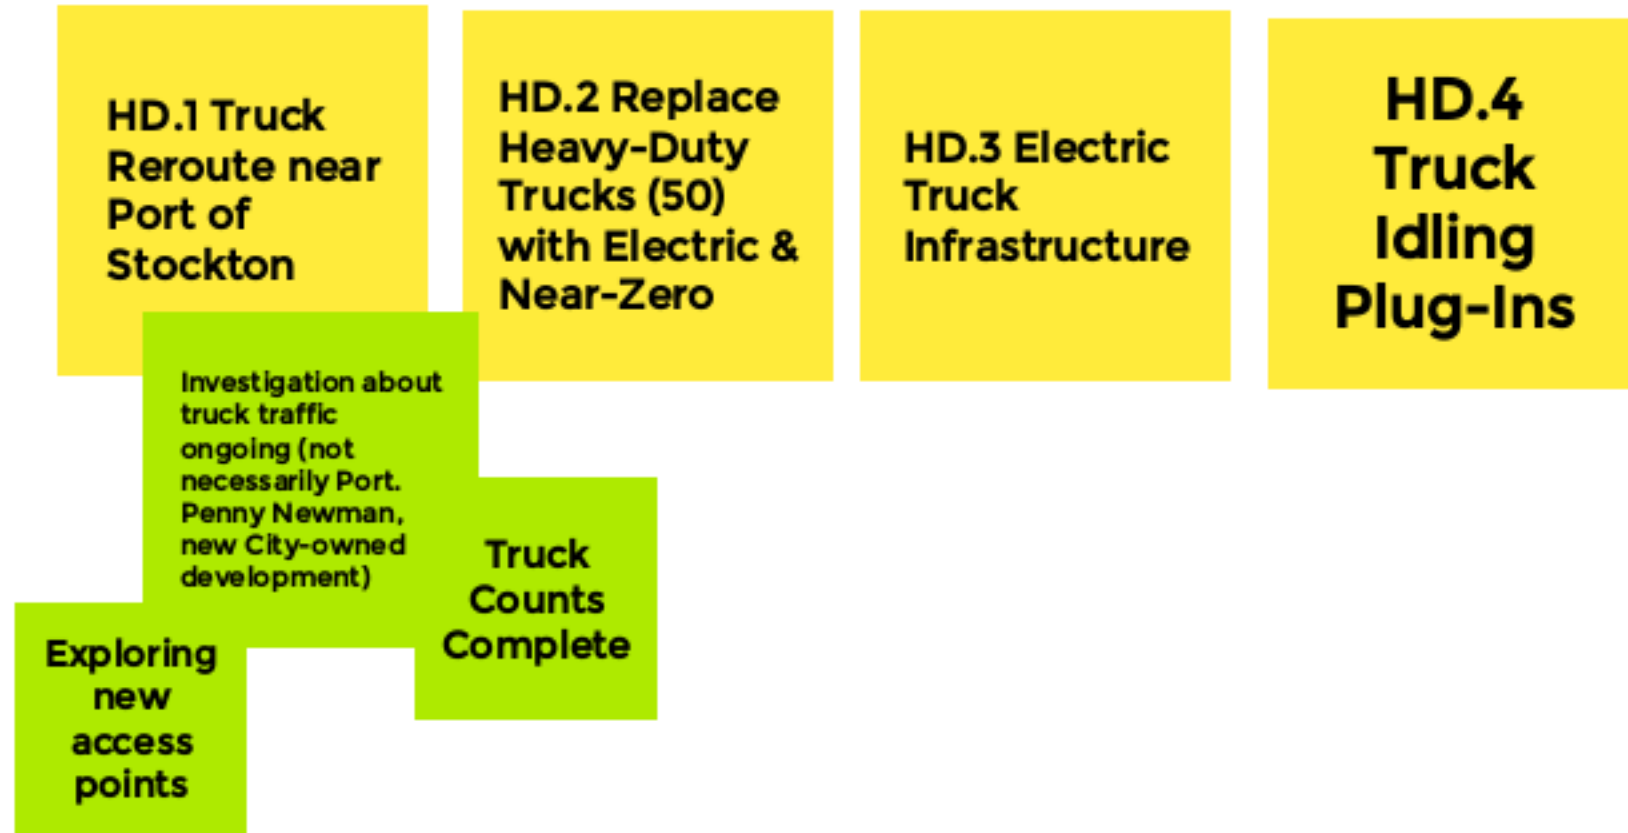 HD.1 Truck
Reroute near
Port of
Stockton
HD.2 Replace
Heavy-Duty
Trucks (50)
with Electric &
Near-Zero
HD.3 Electric
Truck
Infrastructure
HD.4
Truck
Idling
Plug-Ins
Investigation about
truck traffic
ongoing (not
necessarily Port.
Penny Newman,
new City-owned
development)
Truck
Counts
Complete
Exploring
new
access
points